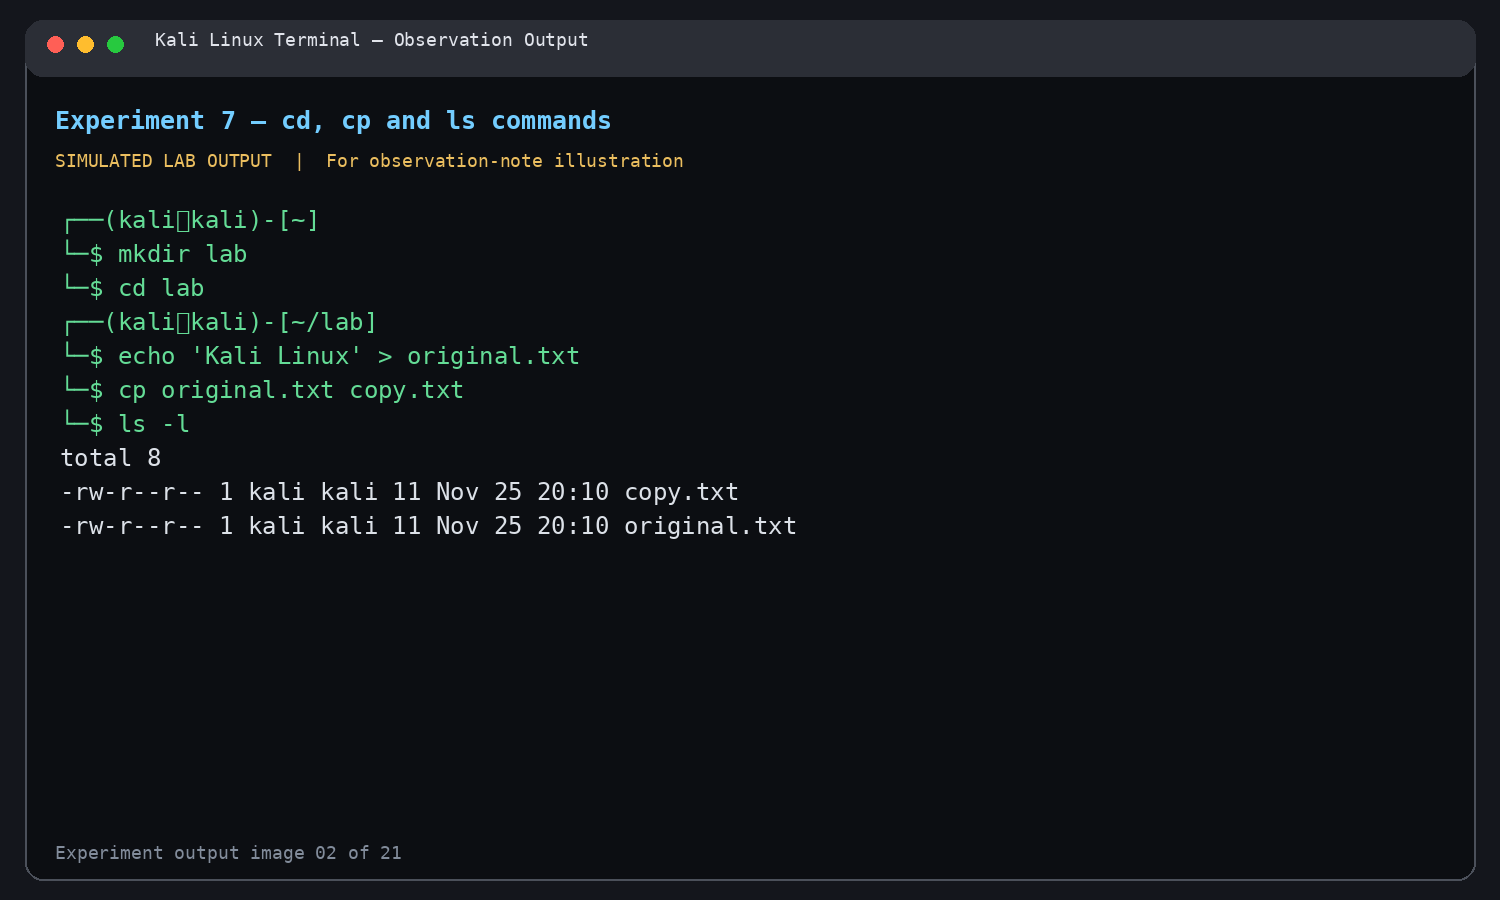 Kali Linux Terminal — Observation Output
Experiment 7 — cd, cp and ls commands
SIMULATED LAB OUTPUT | For observation-note illustration
┌──(kali▯kali)-[~]
└─$ mkdir lab
└─$ cd lab
┌──(kali▯kali)-[~/lab]
└─$ echo 'Kali Linux' > original.txt
└─$ cp original.txt copy.txt
└─$ ls -l
total 8
-rw-r--r-- 1 kali kali 11 Nov 25 20:10 copy.txt
-rw-r--r-- 1 kali kali 11 Nov 25 20:10 original.txt
Experiment output image 02 of 21